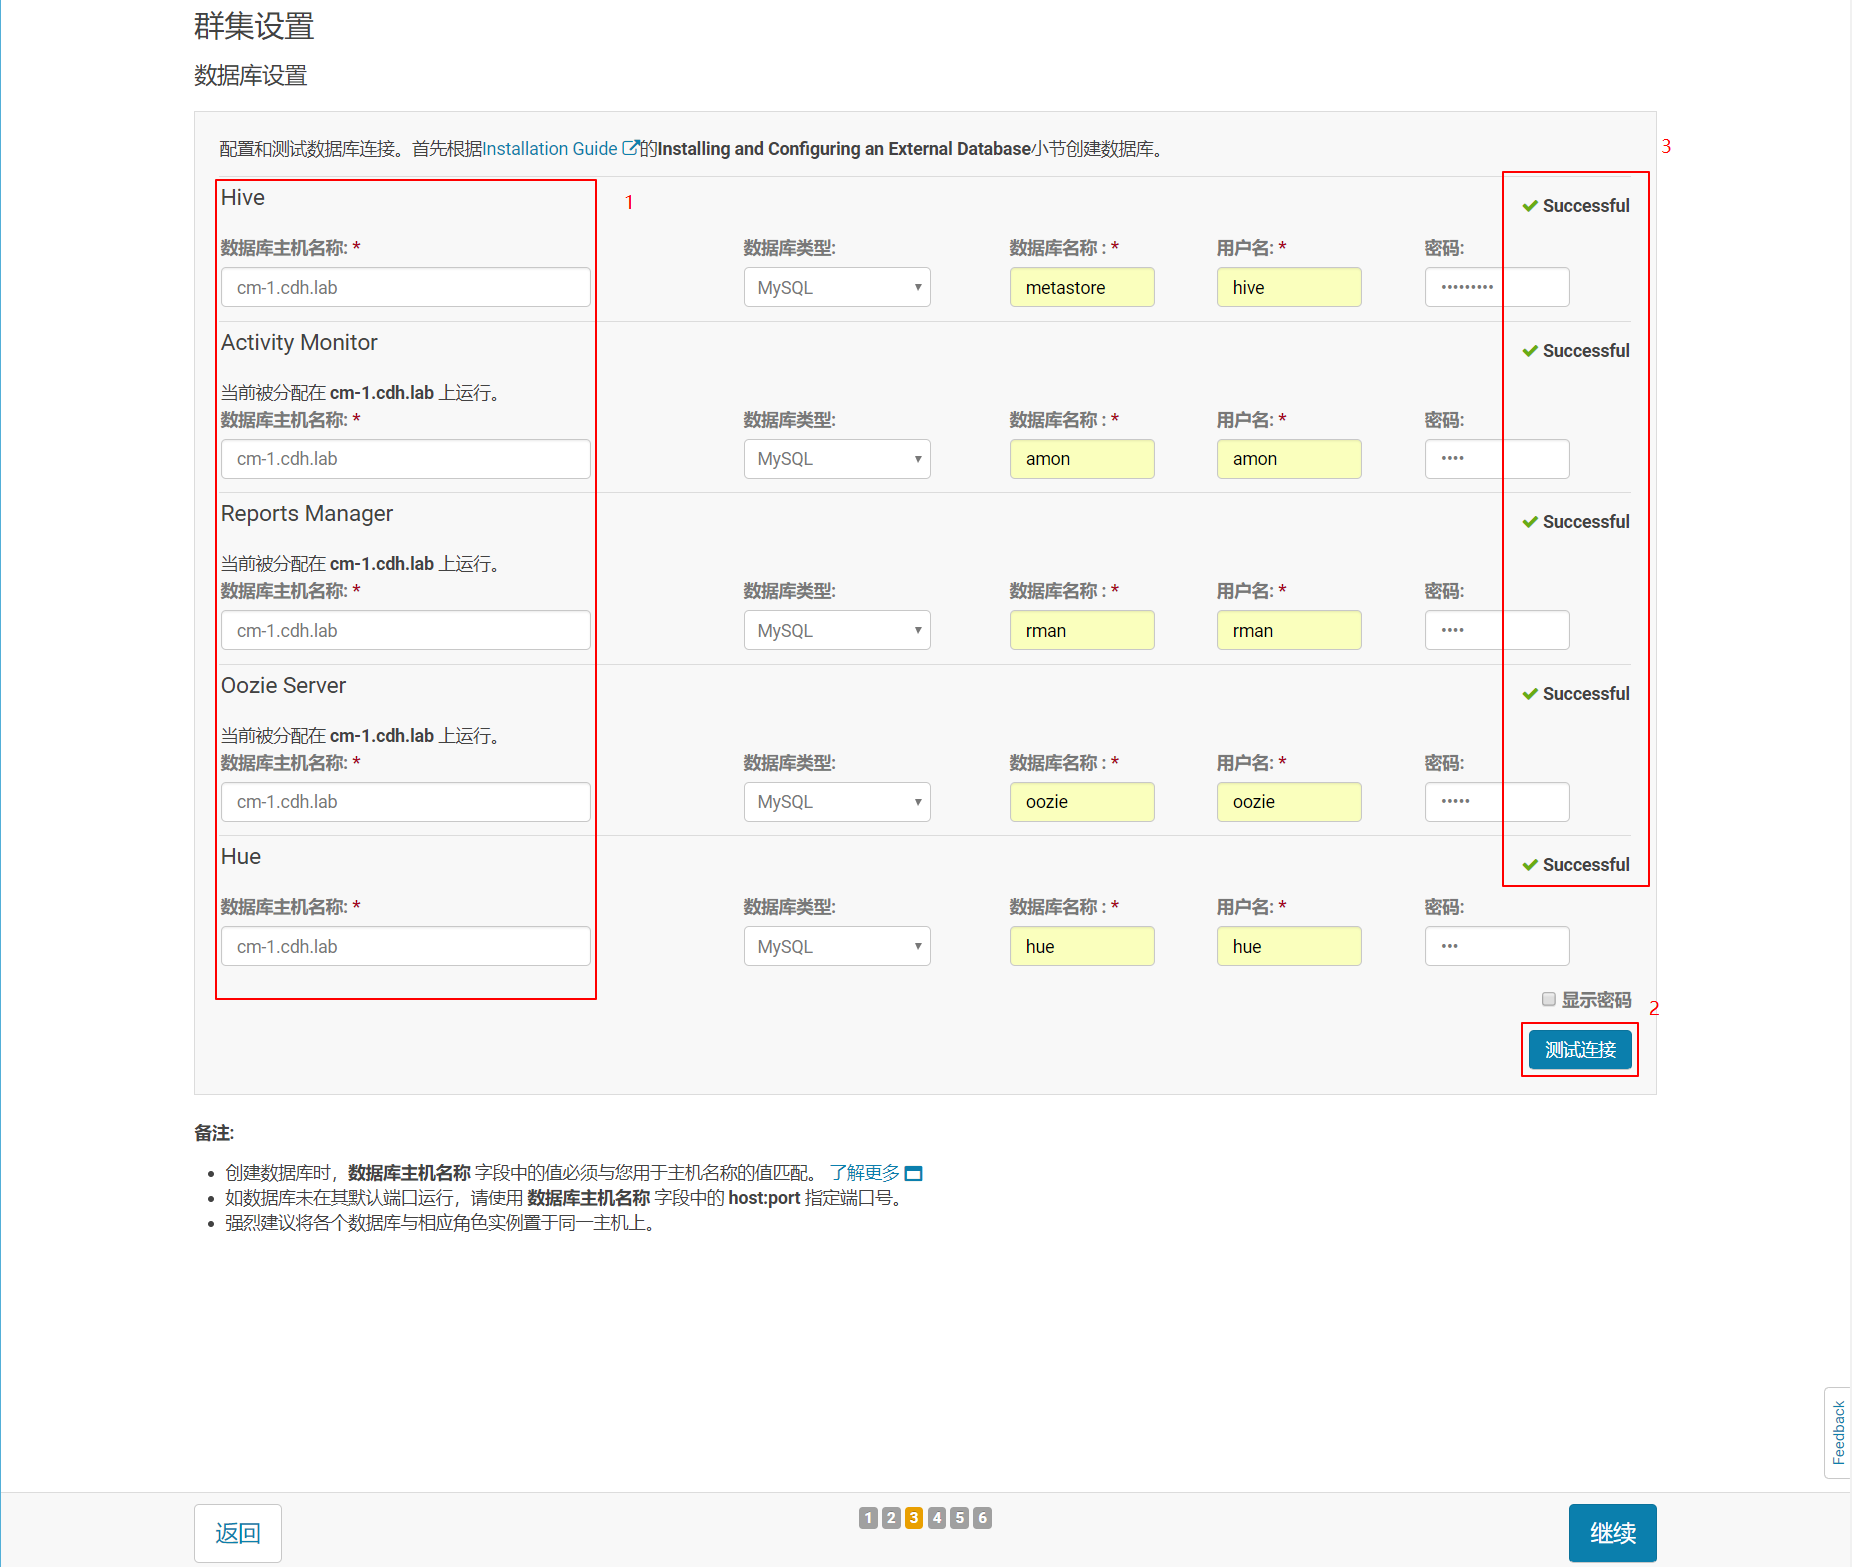 群集设置
数据库设置
配置和测试数据库连接。首先根据Installation Guide的Installing and Configuring an External Database小节创建数据库。
3
Hive
1
Successful
数据库主机名称: * 数据库类型: 数据库名称 : * 用户名: * 密码:
cm-1.cdh.lab MySQL metastore hive •••••••••
Activity Monitor
Successful
当前被分配在 cm-1.cdh.lab 上运行。
数据库主机名称: * 数据库类型: 数据库名称 : * 用户名: * 密码:
cm-1.cdh.lab MySQL amon amon ••••
Reports Manager
Successful
当前被分配在 cm-1.cdh.lab 上运行。
数据库主机名称: * 数据库类型: 数据库名称 : * 用户名: * 密码:
cm-1.cdh.lab MySQL rman rman ••••
Oozie Server
Successful
当前被分配在 cm-1.cdh.lab 上运行。
数据库主机名称: * 数据库类型: 数据库名称 : * 用户名: * 密码:
cm-1.cdh.lab MySQL oozie oozie •••••
Hue
Successful
数据库主机名称: * 数据库类型: 数据库名称 : * 用户名: * 密码:
cm-1.cdh.lab MySQL hue hue •••
显示密码
2
测试连接
备注:
• 创建数据库时，数据库主机名称 字段中的值必须与您用于主机名称的值匹配。 了解更多
• 如数据库未在其默认端口运行，请使用 数据库主机名称 字段中的 host:port 指定端口号。
• 强烈建议将各个数据库与相应角色实例置于同一主机上。
Feedback
返回
1 2 3 4 5 6
继续